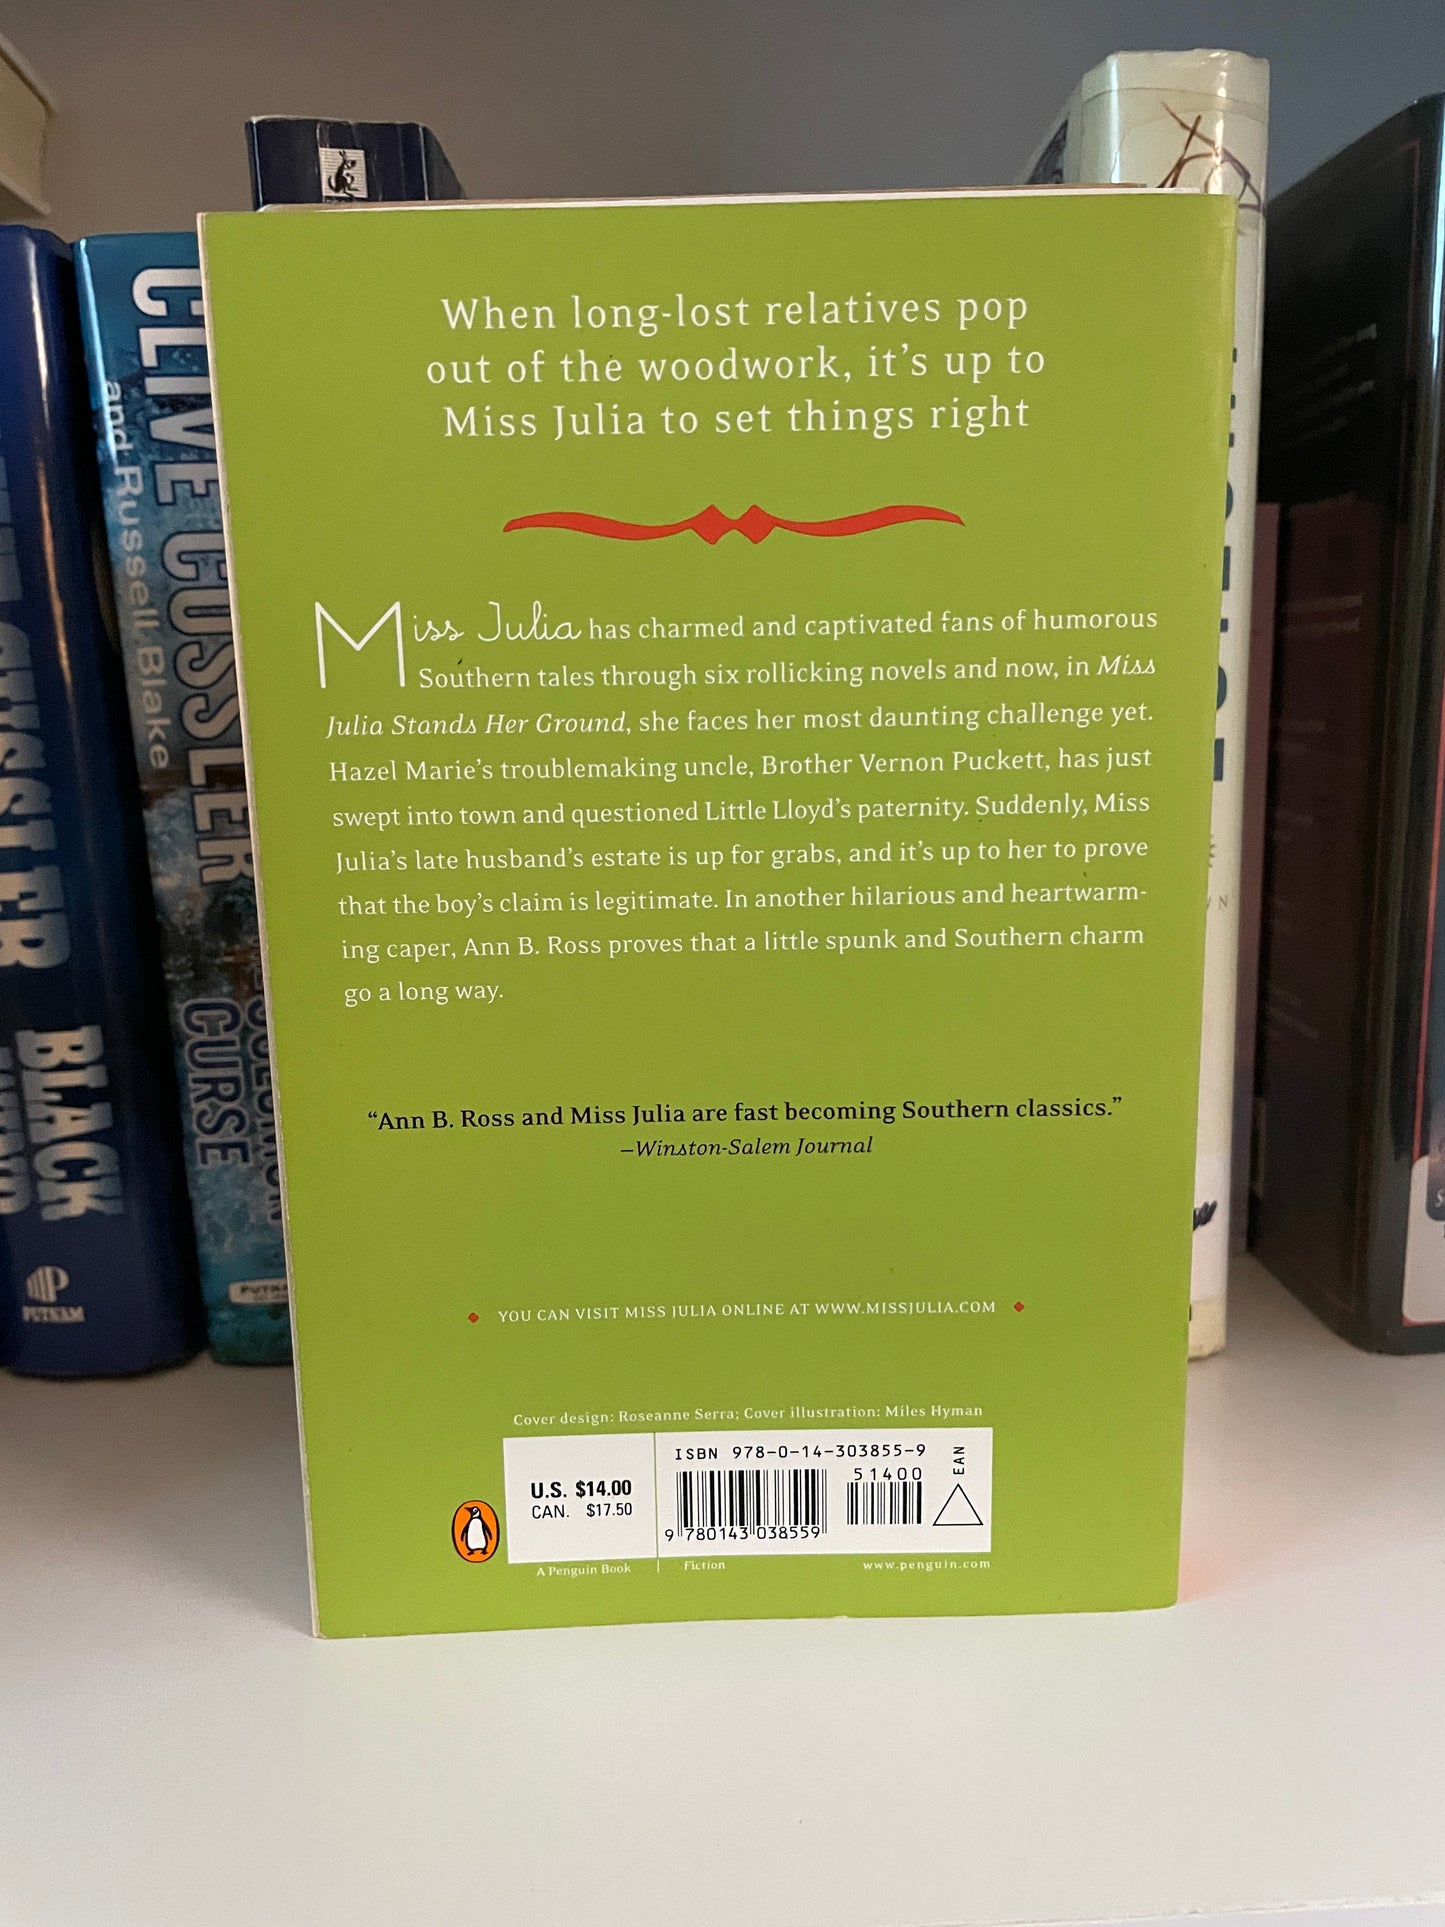 When long-lost relatives pop
out of the woodwork, it's up to
Miss Julia to set things right
Miss Julia has charmed and captivated fans of humorous
Southern tales through six rollicking novels and now, in Miss
Julia Stands Her Ground, she faces her most daunting challenge yet.
Hazel Marie's troublemaking uncle, Brother Vernon Puckett, has just
swept into town and questioned Little Lloyd's paternity. Suddenly, Miss
Julia's late husband's estate is up for grabs, and it's up to her to prove
that the boy's claim is legitimate. In another hilarious and heartwarm-
ing caper, Ann B. Ross proves that a little spunk and Southern charm
go a long way.
“Ann B. Ross and Miss Julia are fast becoming Southern classics.”
—Winston-Salem Journal
YOU CAN VISIT MISS JULIA ONLINE AT WWW.MISSJULIA.COM
Cover design: Roseanne Serra; Cover illustration: Miles Hyman
ISBN 978-0-14-303855-9
51400
EAN
U.S. $14.00
CAN. $17.50
9 780143 038559
A Penguin Book | Fiction www.penguin.com
CLIVE CUSSLER
and Russell Blake
CURSE
BLACK
PUTNAM